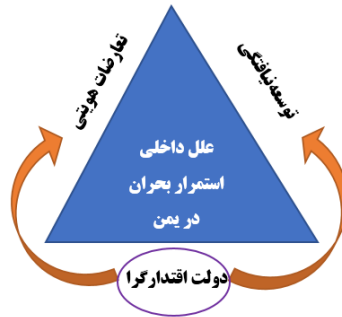 تعارضات هویتی
توسعه‌نیافتگی
علل داخلی
استمرار بحران
در یمن
دولت اقتدارگرا